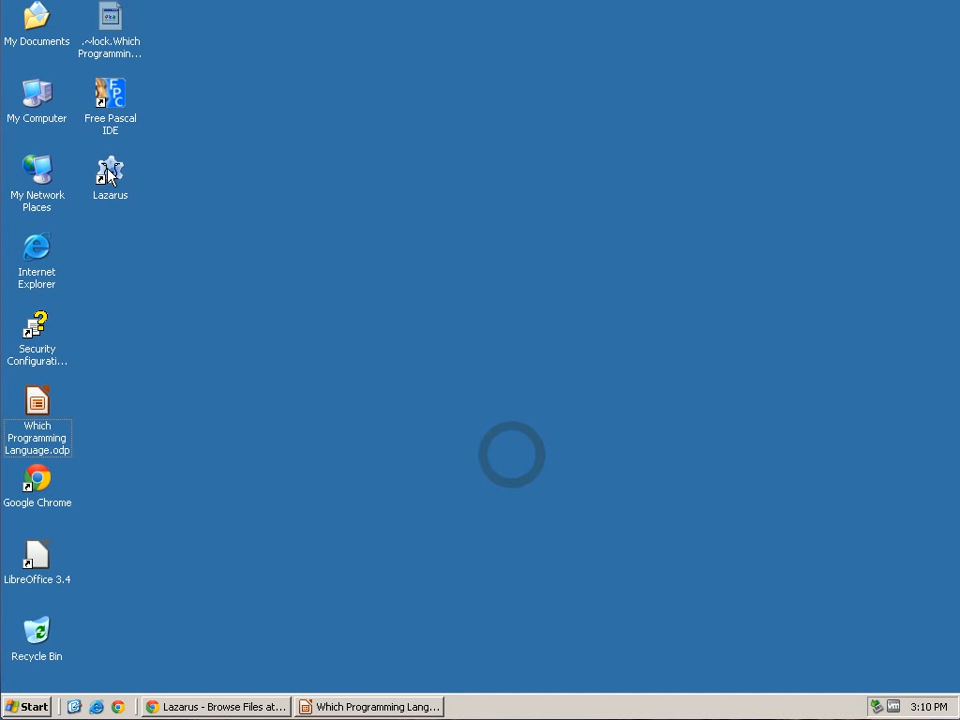 My Documents
.~lock.Which
Programmin...
My Computer
Free Pascal
IDE
My Network
Places
Lazarus
Internet
Explorer
Security
Configurati...
Which
Programming
Language.odp
Google Chrome
LibreOffice 3.4
Recycle Bin
Start
Lazarus - Browse Files at...
Which Programming Lang...
3:10 PM